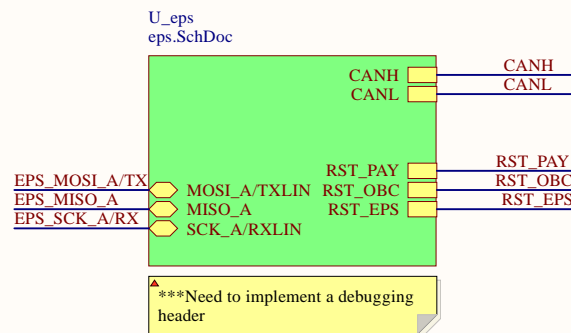 U_eps
eps.SchDoc
CANH CANH
CANL CANL
RST_PAY RST_PAY
EPS_MOSI_A/TX MOSI_A/TXLIN RST_OBC RST_OBC
EPS_MISO_A MISO_A RST_EPS RST_EPS
EPS_SCK_A/RX SCK_A/RXLIN
***Need to implement a debugging
header